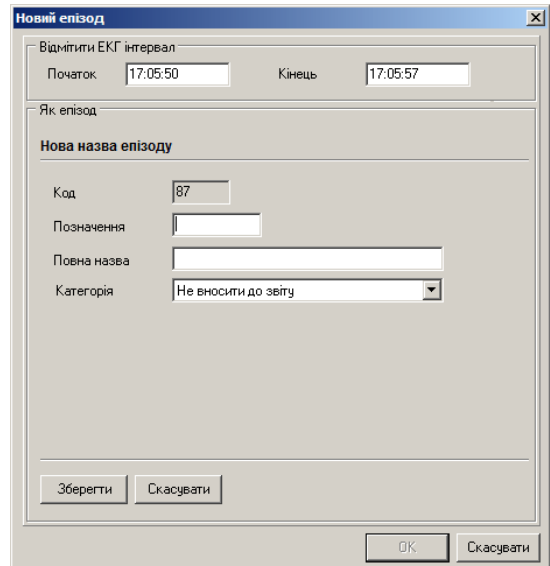 Новий епізод
Відмітити ЕКГ інтервал
Початок 17:05:50 Кінець 17:05:57
Як епізод
Нова назва епізоду
Код 87
Позначення
Повна назва
Категорія Не вносити до звіту
Зберегти Скасувати
OK Скасувати